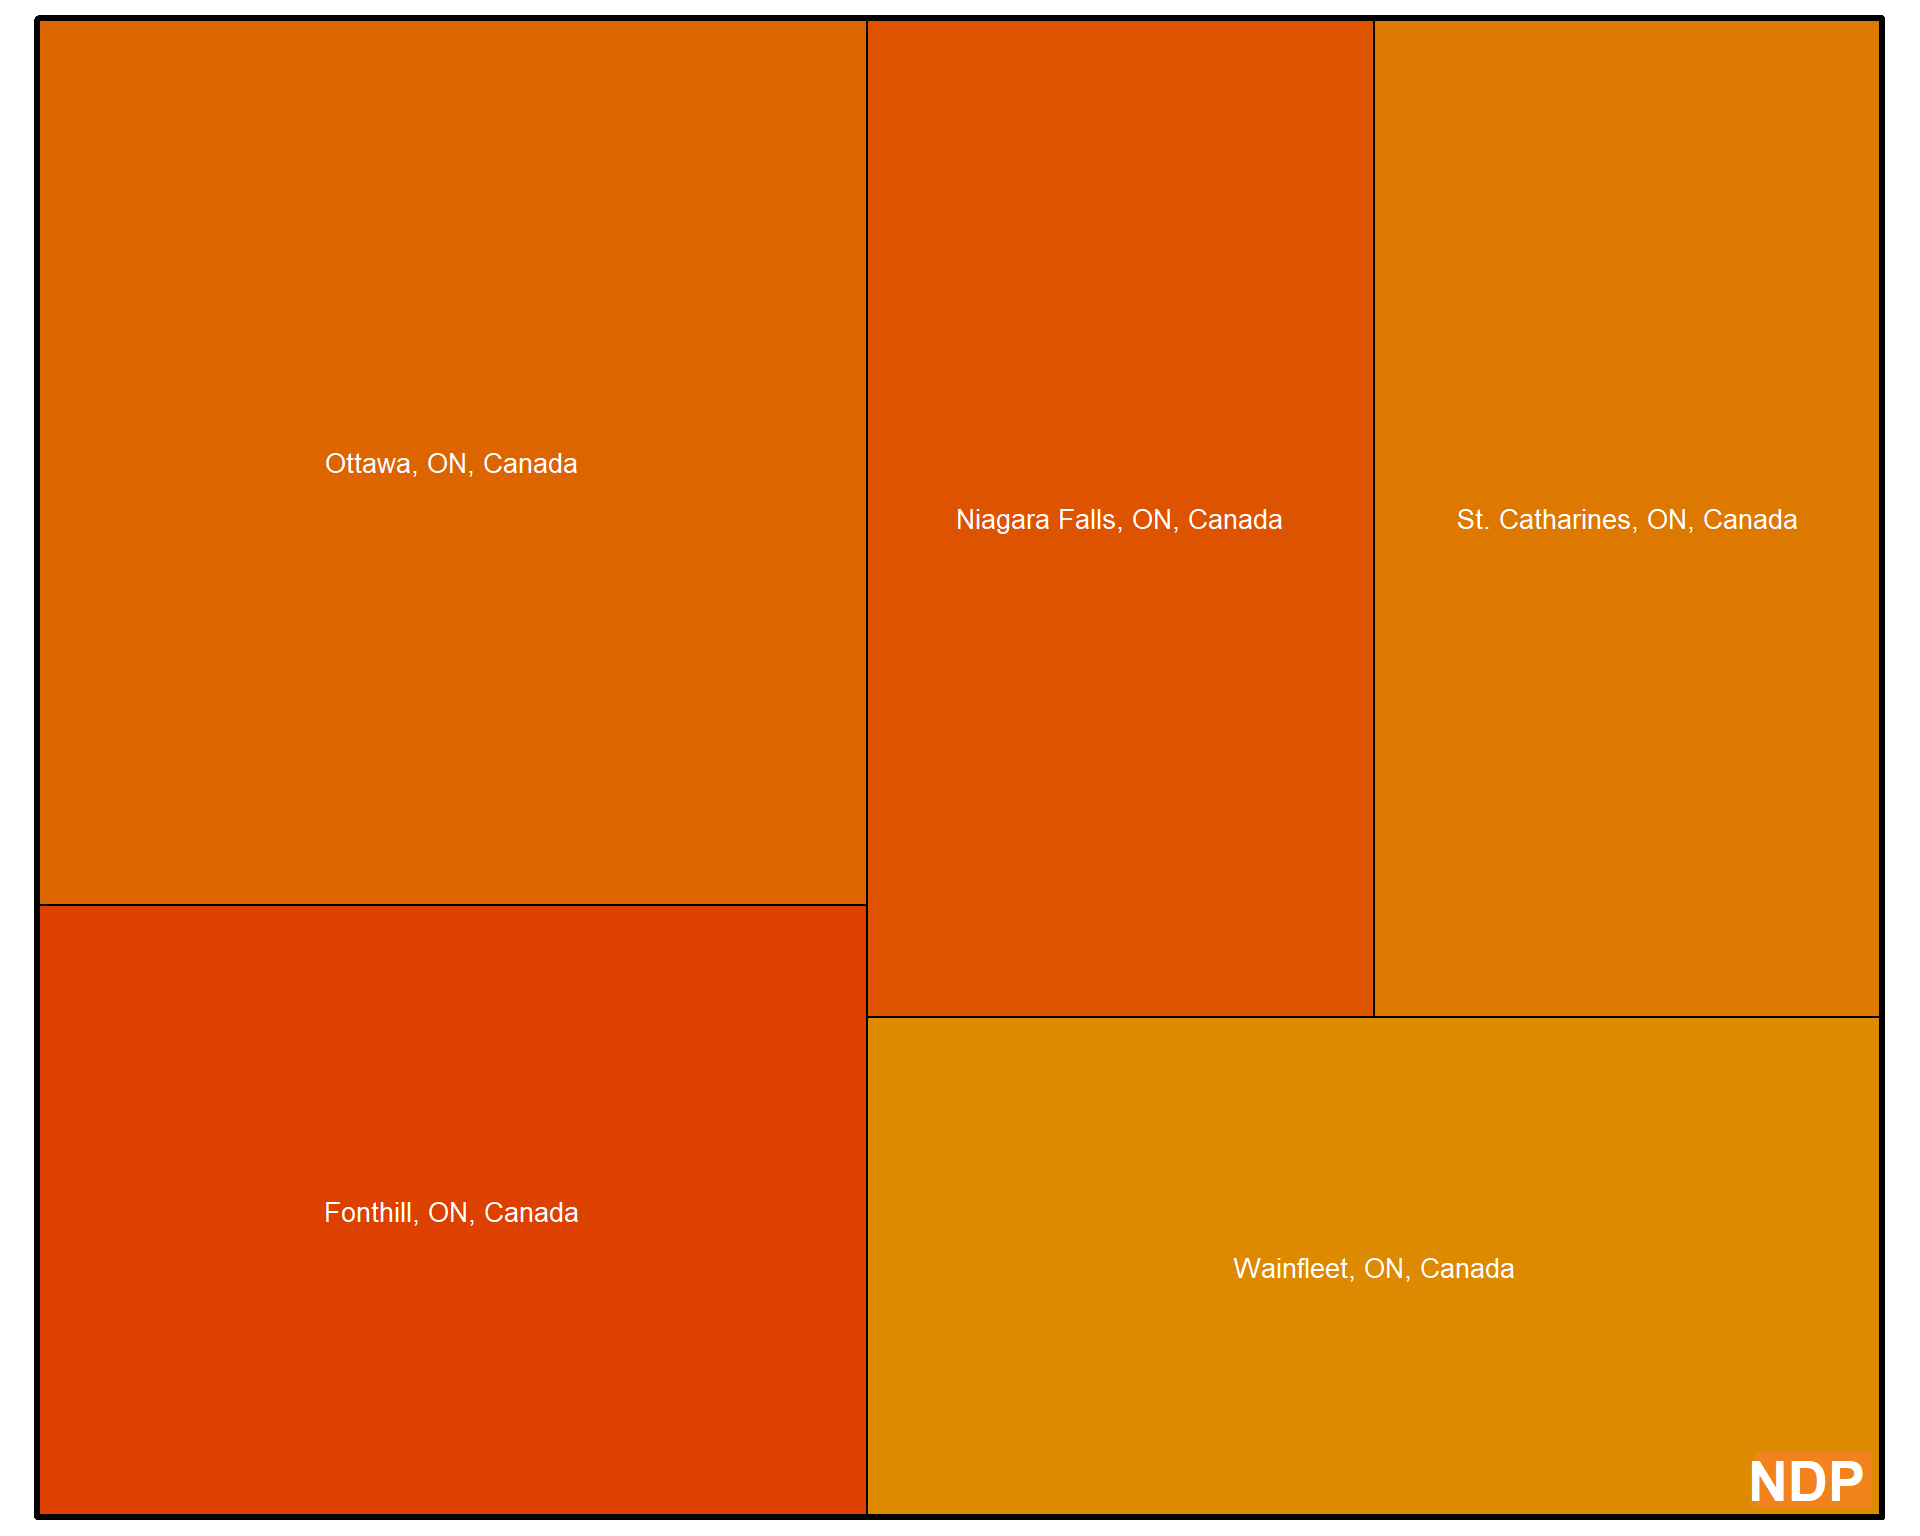 Ottawa, ON, Canada
Niagara Falls, ON, Canada
St. Catharines, ON, Canada
Fonthill, ON, Canada
Wainfleet, ON, Canada
NDP